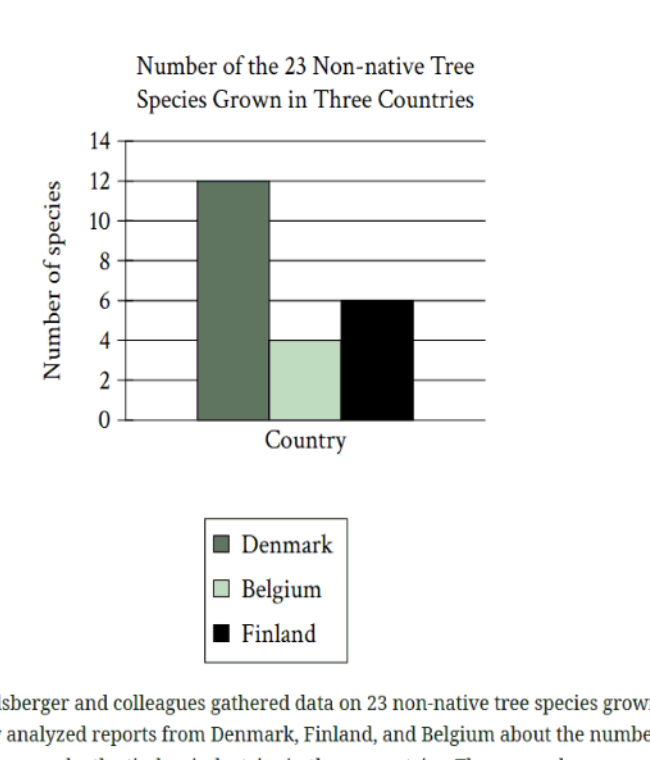 Number of the 23 Non-native Tree
Species Grown in Three Countries
14
12
10
8
6
4
2
0
Number of species
Country
Denmark
Belgium
Finland
and colleagues gathered data on 23 non-native tree species
analyzed reports from Denmark, Finland, and Belgium about the